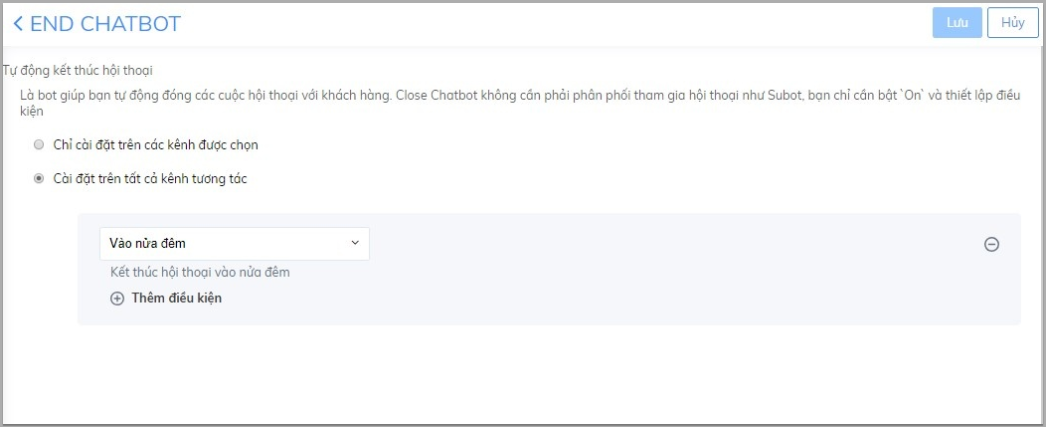 END CHATBOT
Lưu
Hủy
Tự động kết thúc hội thoại
Là bot giúp bạn tự động đóng các cuộc hội thoại với khách hàng. Close Chatbot không cần phải phân phối tham gia hội thoại như Subot, bạn chỉ cần bật `On` và thiết lập điều
kiện
Chỉ cài đặt trên các kênh được chọn
Cài đặt trên tất cả kênh tương tác
Vào nửa đêm
Kết thúc hội thoại vào nửa đêm
Thêm điều kiện